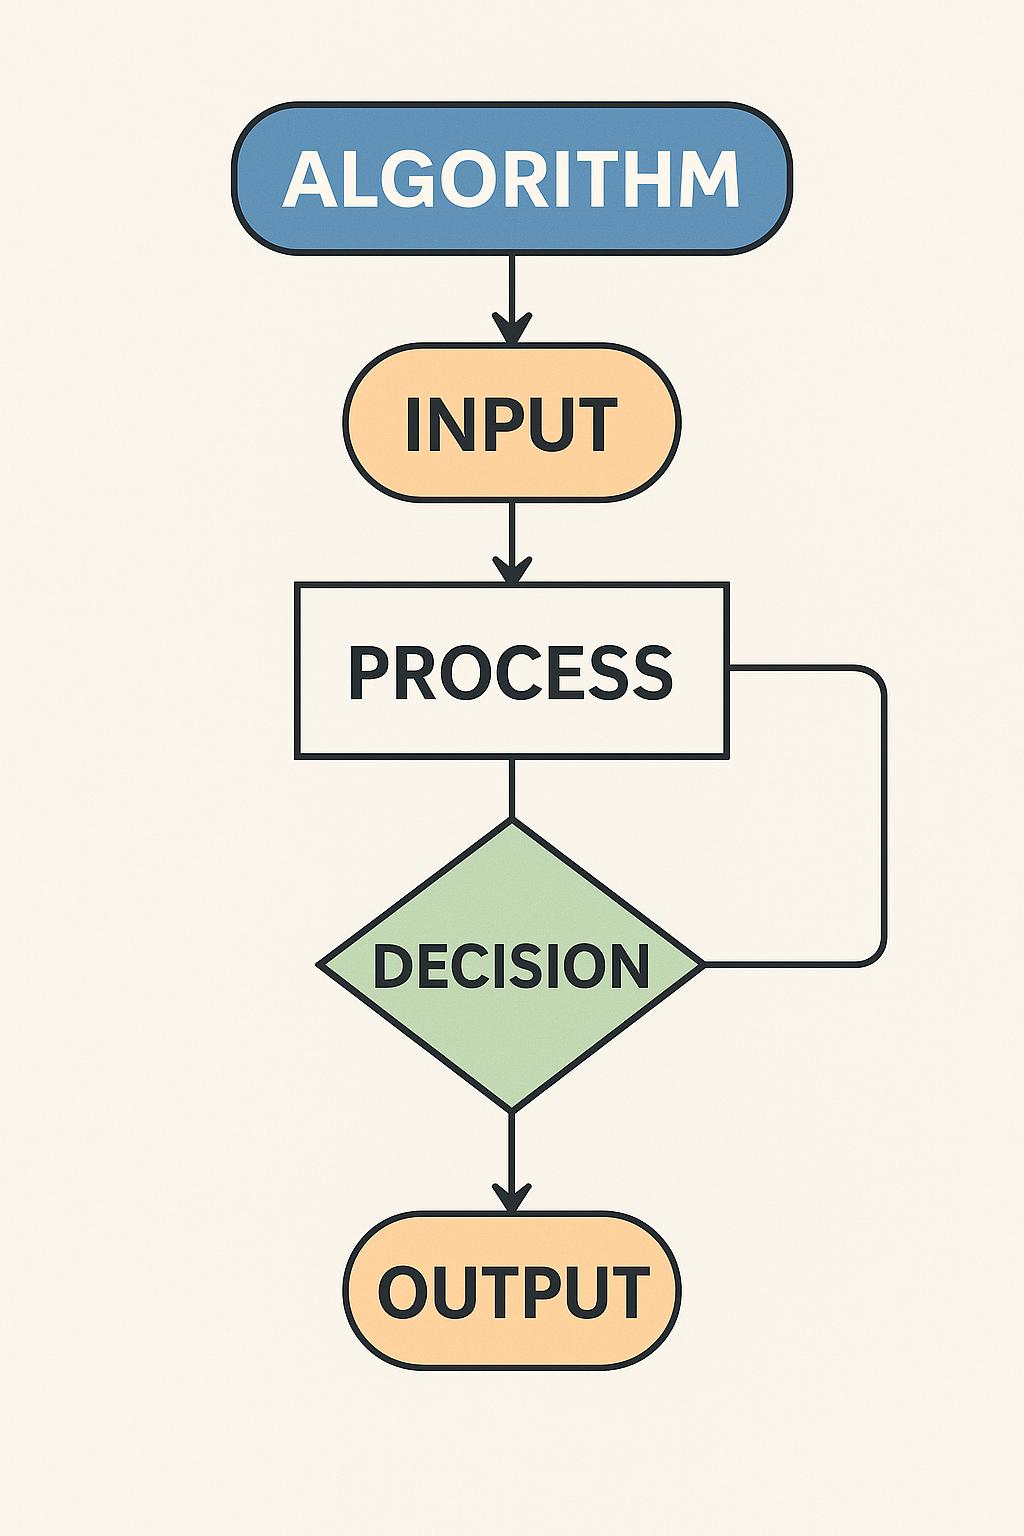 ALGORITHM
INPUT
PROCESS
DECISION
OUTPUT